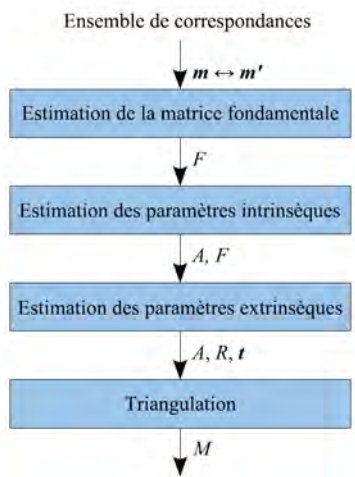 Ensemble de correspondances
m ↔ m'
Estimation de la matrice fondamentale
F
Estimation des paramètres intrinsèques
A, F
Estimation des paramètres extrinsèques
A, R, t
Triangulation
M